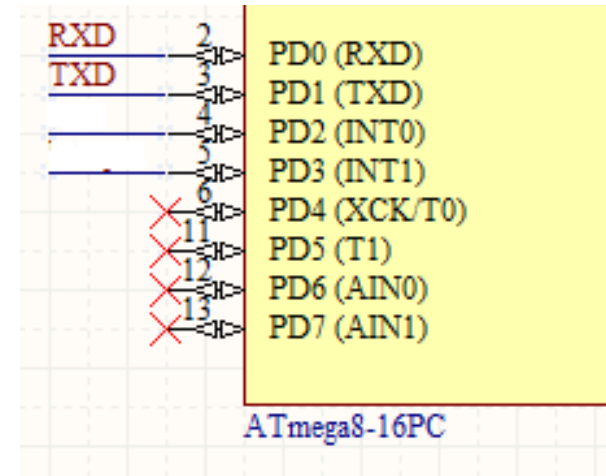 RXD 2 PD0 (RXD)
TXD 3 PD1 (TXD)
4 PD2 (INT0)
5 PD3 (INT1)
6 PD4 (XCK/T0)
11 PD5 (T1)
12 PD6 (AIN0)
13 PD7 (AIN1)
ATmega8-16PC